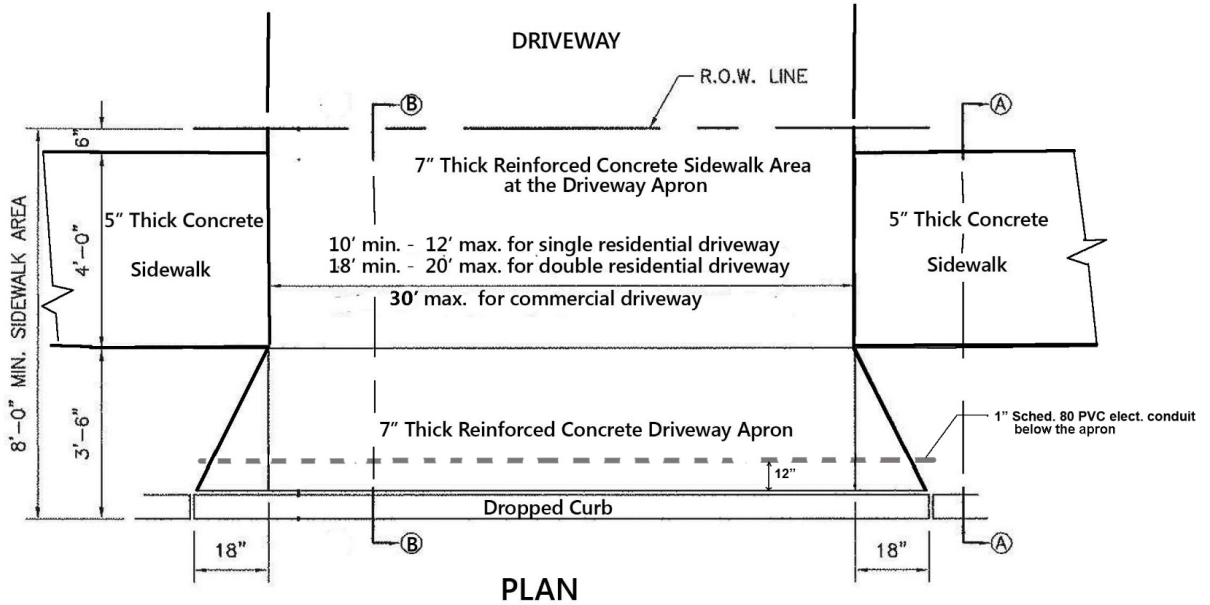 DRIVEWAY
R.O.W. LINE
B
A
6"
7" Thick Reinforced Concrete Sidewalk Area
at the Driveway Apron
5" Thick Concrete
Sidewalk
5" Thick Concrete
Sidewalk
10' min. - 12' max. for single residential driveway
18' min. - 20' max. for double residential driveway
30' max. for commercial driveway
4'-0"
8'-0" MIN. SIDEWALK AREA
3'-6"
7" Thick Reinforced Concrete Driveway Apron
1" Sched. 80 PVC elect. conduit
below the apron
12"
Dropped Curb
18"
B
18"
A
PLAN